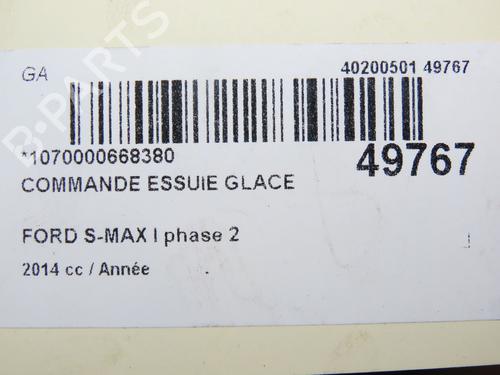 GA
40200501 49767
*1070000668380
49767
COMMANDE ESSUIE GLACE
FORD S-MAX I phase 2
2014 cc / Année
B-PARTS